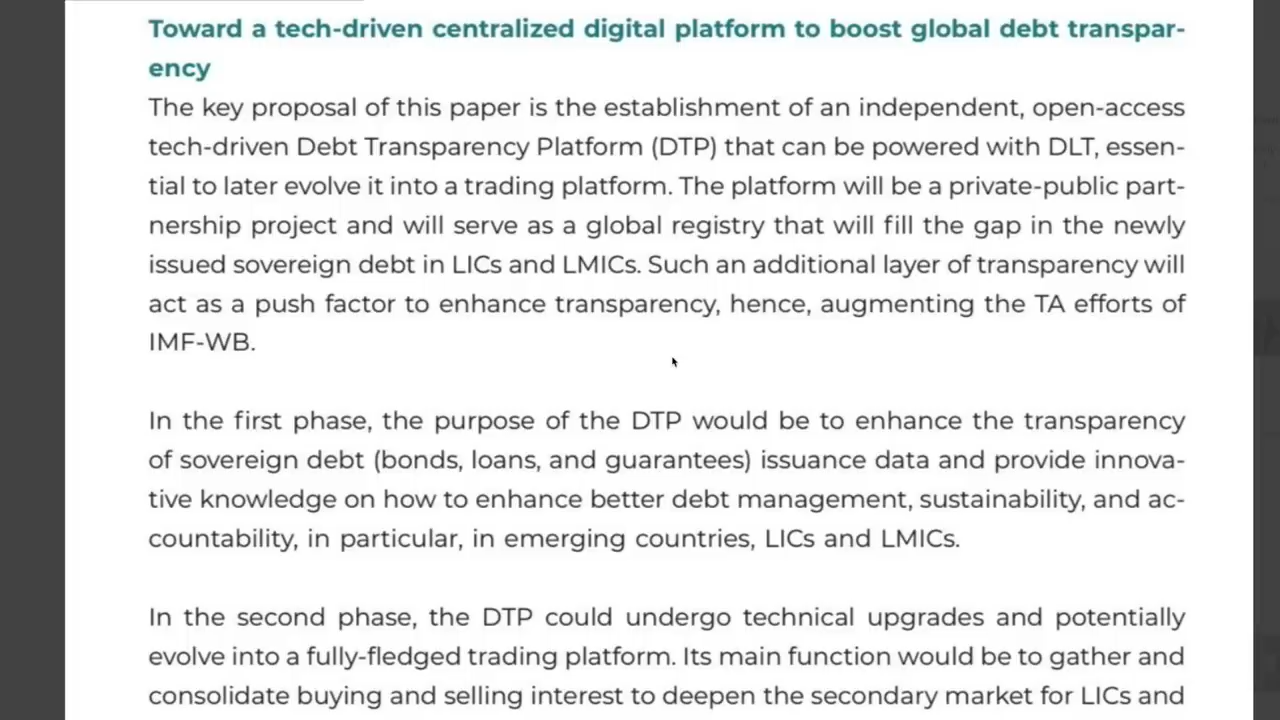 Toward a tech-driven centralized digital platform to boost global debt transpar-
ency
The key proposal of this paper is the establishment of an independent, open-access
tech-driven Debt Transparency Platform (DTP) that can be powered with DLT, essen-
tial to later evolve it into a trading platform. The platform will be a private-public part-
nership project and will serve as a global registry that will fill the gap in the newly
issued sovereign debt in LICs and LMICs. Such an additional layer of transparency will
act as a push factor to enhance transparency, hence, augmenting the TA efforts of
IMF-WB.
In the first phase, the purpose of the DTP would be to enhance the transparency
of sovereign debt (bonds, loans, and guarantees) issuance data and provide innova-
tive knowledge on how to enhance better debt management, sustainability, and ac-
countability, in particular, in emerging countries, LICs and LMICs.
In the second phase, the DTP could undergo technical upgrades and potentially
evolve into a fully-fledged trading platform. Its main function would be to gather and
consolidate buying and selling interest to deepen the secondary market for LICs and